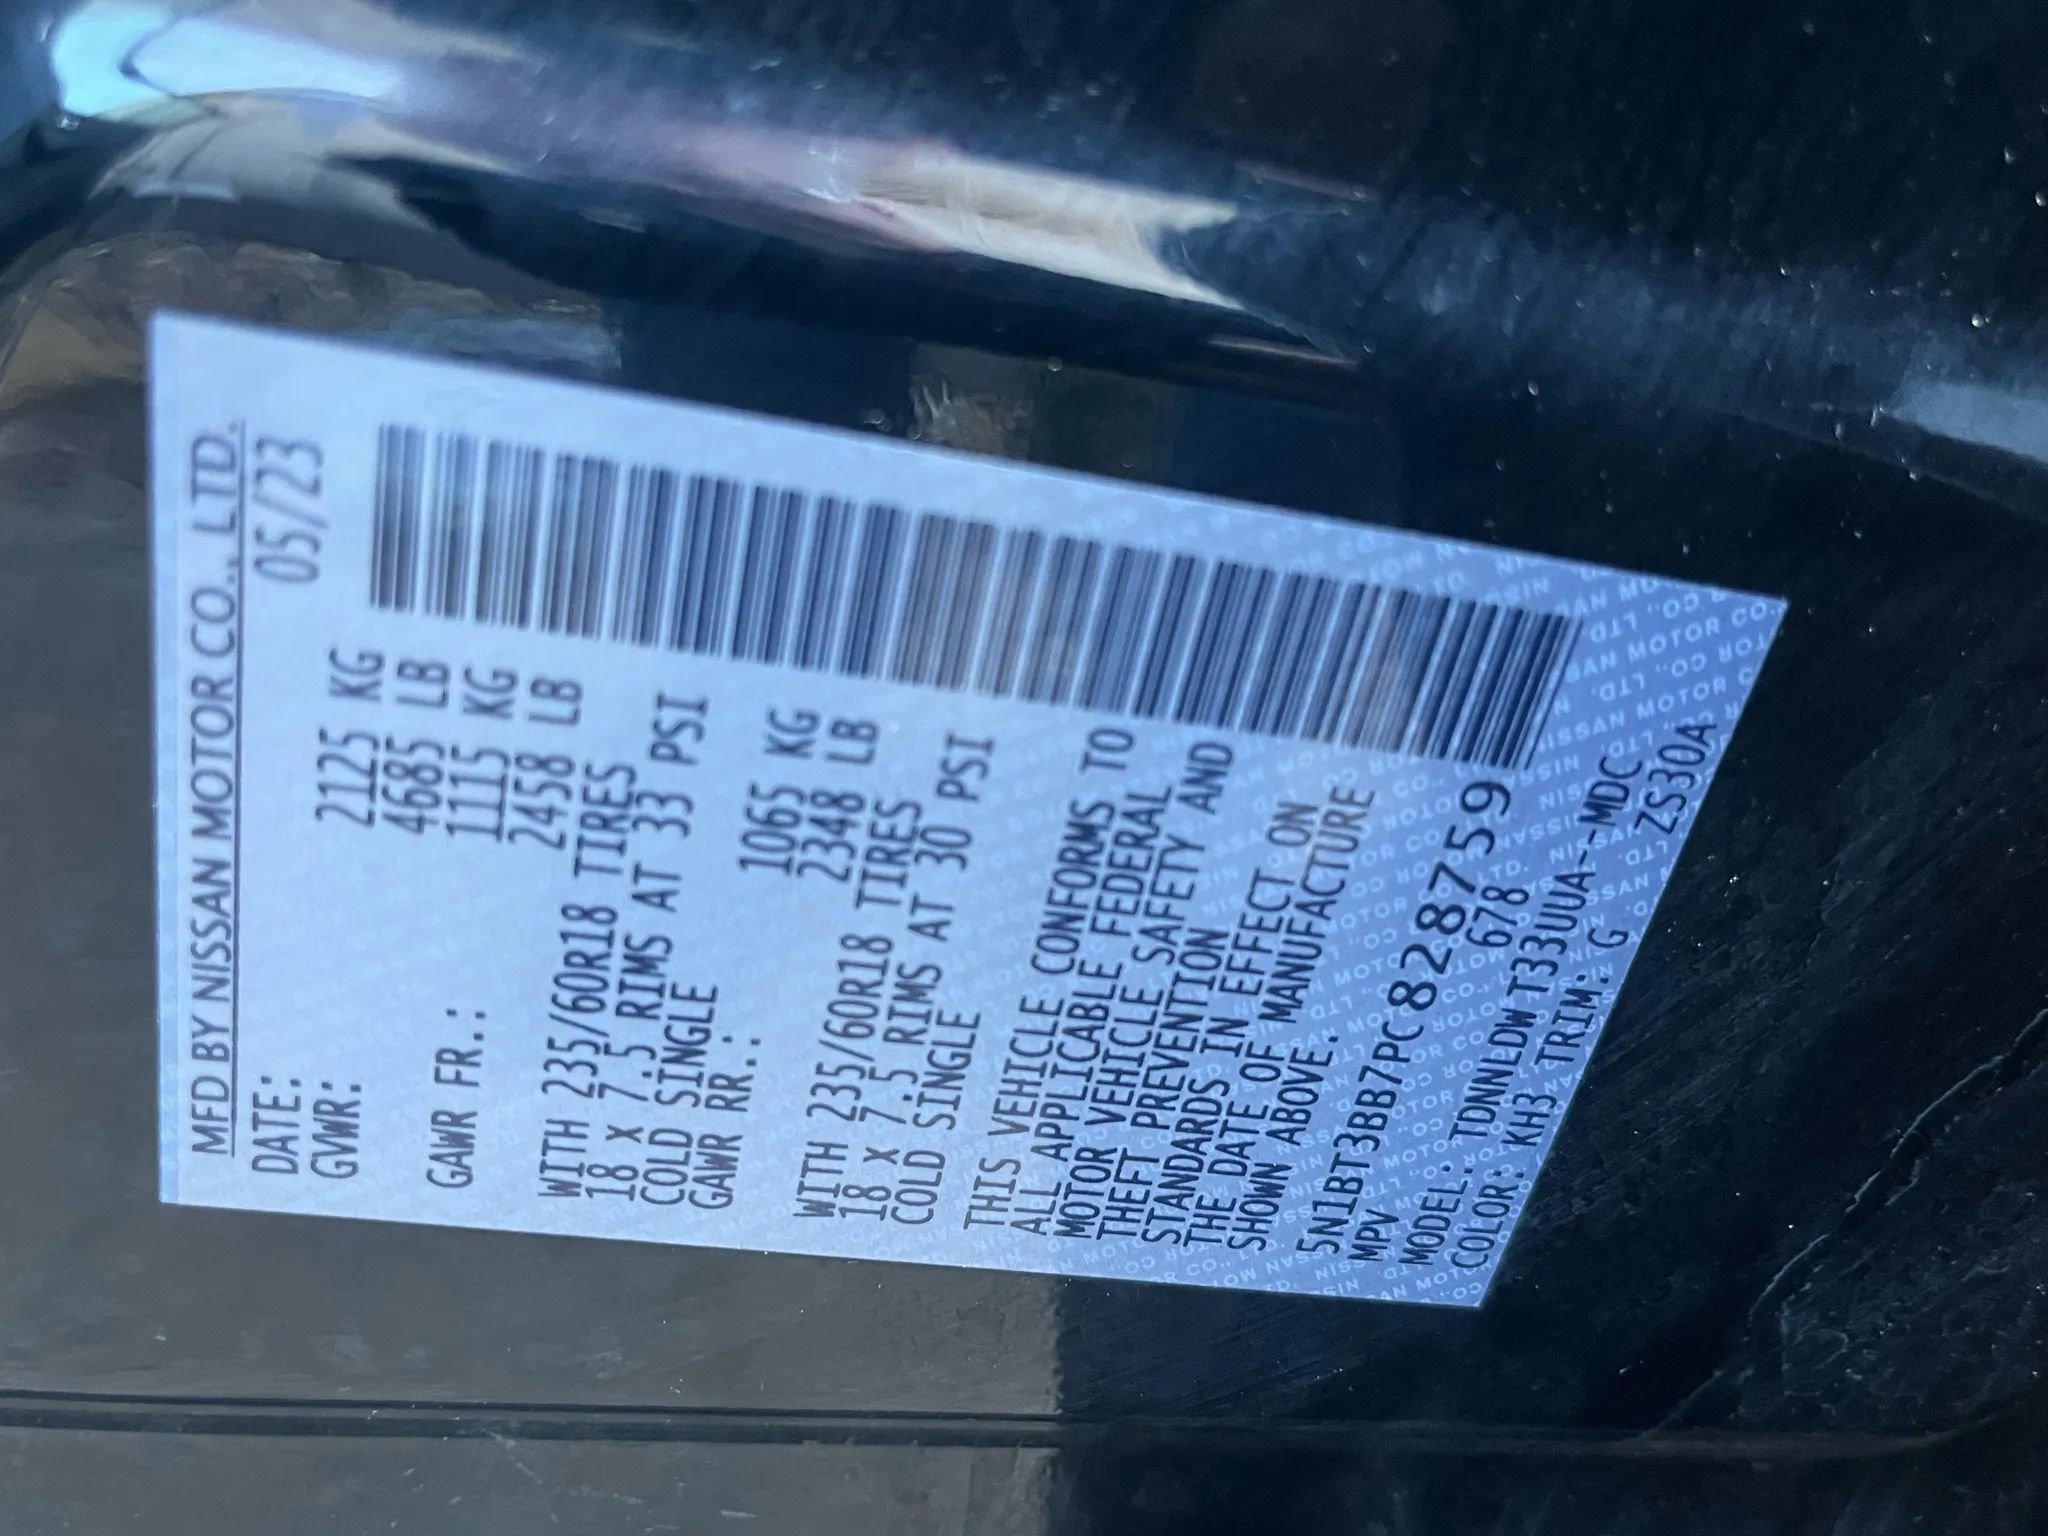 MFD BY NISSAN MOTOR CO., LTD.
DATE: 05/23
GVWR: 2125 KG
4685 LB
GAWR FR.: 1115 KG
2458 LB
WITH 235/60R18 TIRES
18 X 7.5 RIMS AT 33 PSI
COLD SINGLE
GAWR RR.: 1065 KG
2348 LB
WITH 235/60R18 TIRES
18 X 7.5 RIMS AT 30 PSI
COLD SINGLE
THIS VEHICLE CONFORMS TO
ALL APPLICABLE FEDERAL
MOTOR VEHICLE SAFETY AND
THEFT PREVENTION
STANDARDS IN EFFECT ON
THE DATE OF MANUFACTURE
SHOWN ABOVE.
5N1BT3BB7PC828759
MPV 678
MODEL: TDNNLDW T33UUA--MDC
COLOR: KH3 TRIM: G ZS330A